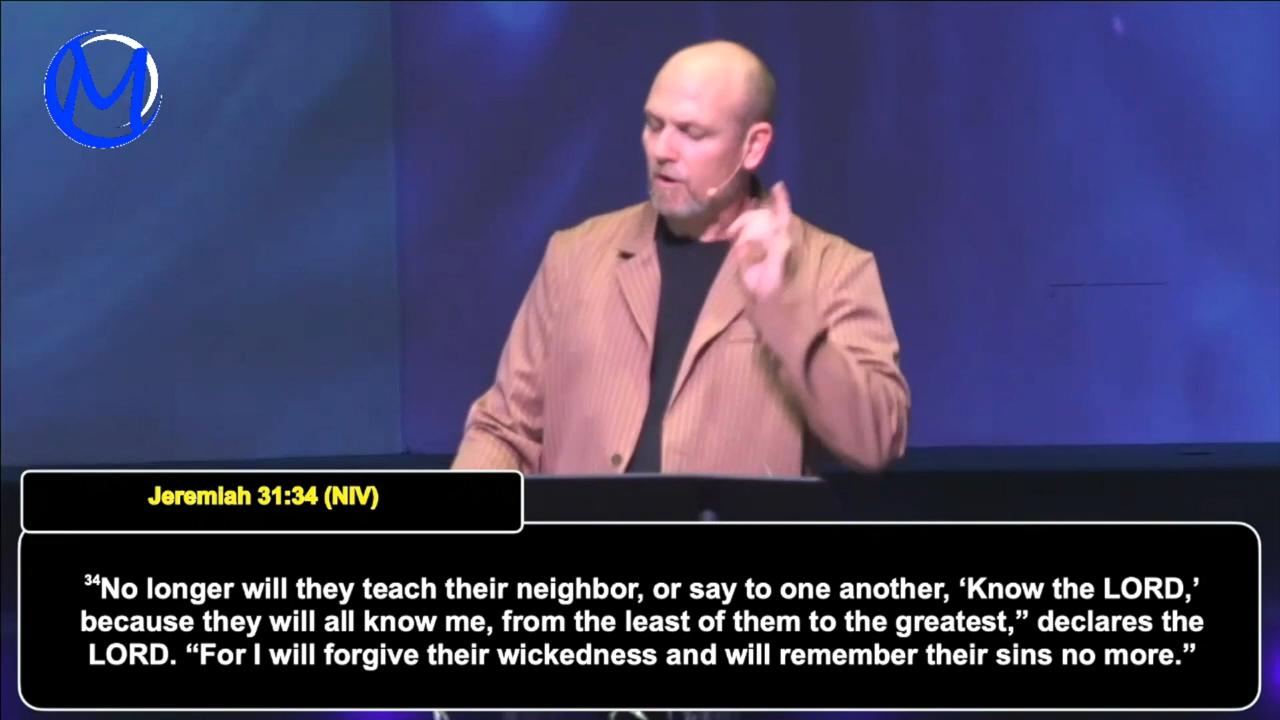 M
Jeremiah 31:34 (NIV)
³⁴No longer will they teach their neighbor, or say to one another, ‘Know the LORD,’
because they will all know me, from the least of them to the greatest,” declares the
LORD. “For I will forgive their wickedness and will remember their sins no more.”